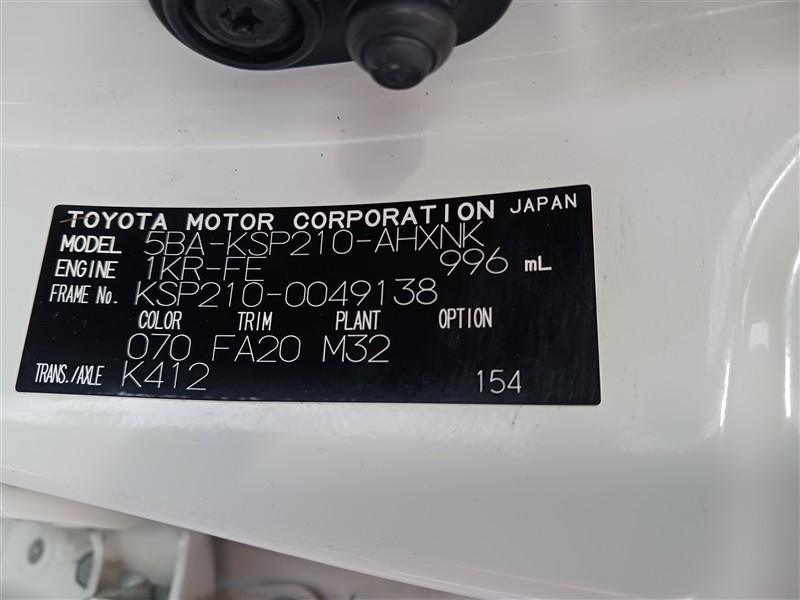 TOYOTA MOTOR CORPORATION JAPAN
MODEL 5BA-KSP210-AHXNK
ENGINE 1KR-FE 996 mL
FRAME No. KSP210-0049138
COLOR TRIM PLANT OPTION
070 FA20 M32
TRANS./AXLE K412 154